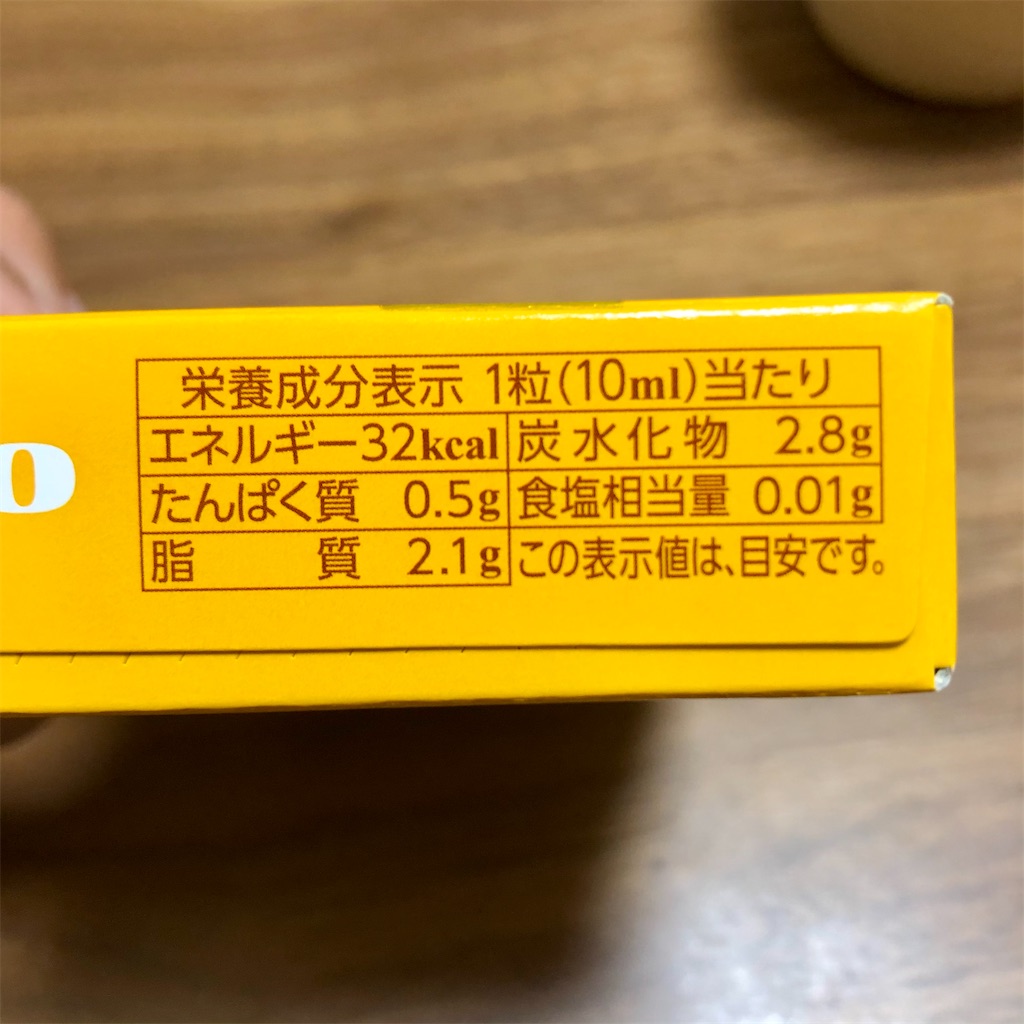 栄養成分表示 1粒(10ml)当たり
エネルギー32kcal 炭水化物 2.8g
たんぱく質 0.5g 食塩相当量 0.01g
脂質 2.1g この表示値は、目安です。